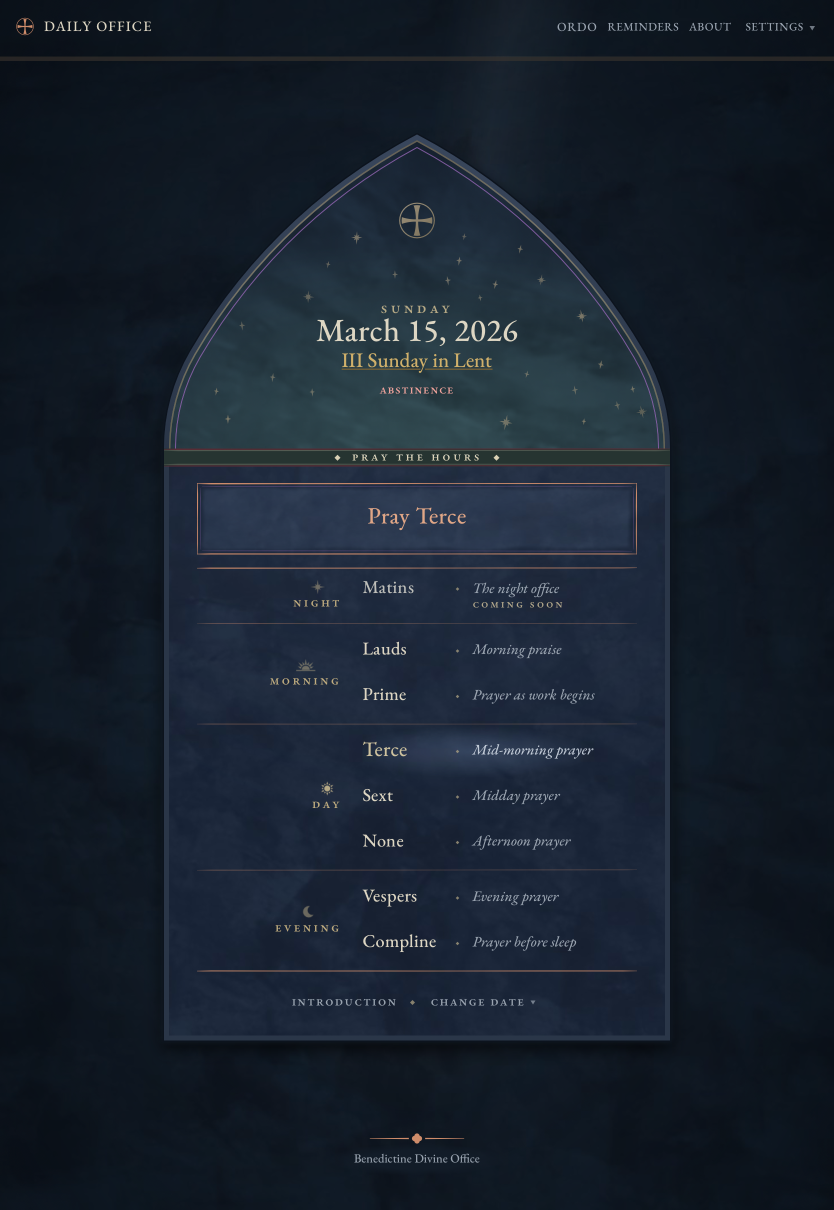 DAILY OFFICE
ORDO REMINDERS ABOUT SETTINGS
SUNDAY
March 15, 2026
III Sunday in Lent
ABSTINENCE
PRAY THE HOURS
Pray Terce
NIGHT
Matins • The night office
COMING SOON
MORNING
Lauds • Morning praise
Prime • Prayer as work begins
DAY
Terce • Mid-morning prayer
Sext • Midday prayer
None • Afternoon prayer
EVENING
Vespers • Evening prayer
Compline • Prayer before sleep
INTRODUCTION ◆ CHANGE DATE
Benedictine Divine Office